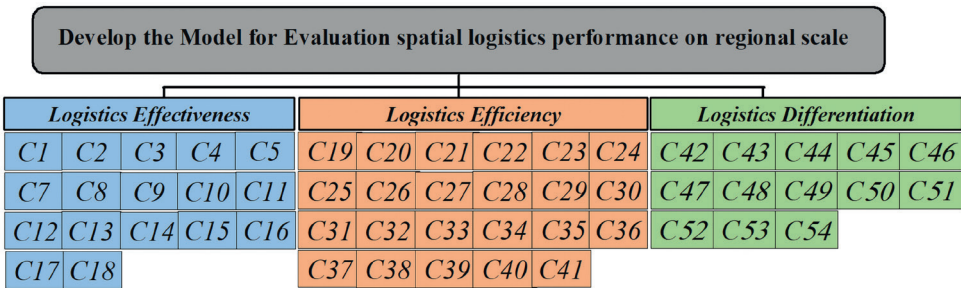 Develop the Model for Evaluation spatial logistics performance on regional scale
Logistics Effectiveness
C1 C2 C3 C4 C5
C7 C8 C9 C10 C11
C12 C13 C14 C15 C16
C17 C18
Logistics Efficiency
C19 C20 C21 C22 C23 C24
C25 C26 C27 C28 C29 C30
C31 C32 C33 C34 C35 C36
C37 C38 C39 C40 C41
Logistics Differentiation
C42 C43 C44 C45 C46
C47 C48 C49 C50 C51
C52 C53 C54